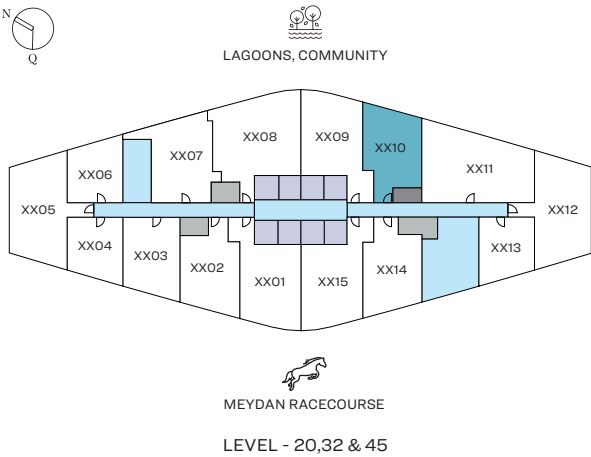 N
Q
LAGOONS, COMMUNITY
XX08
XX09
XX10
XX07
XX11
XX06
XX05
XX12
XX04
XX03
XX02
XX01
XX15
XX14
XX13
MEYDAN RACECOURSE
LEVEL - 20,32 & 45